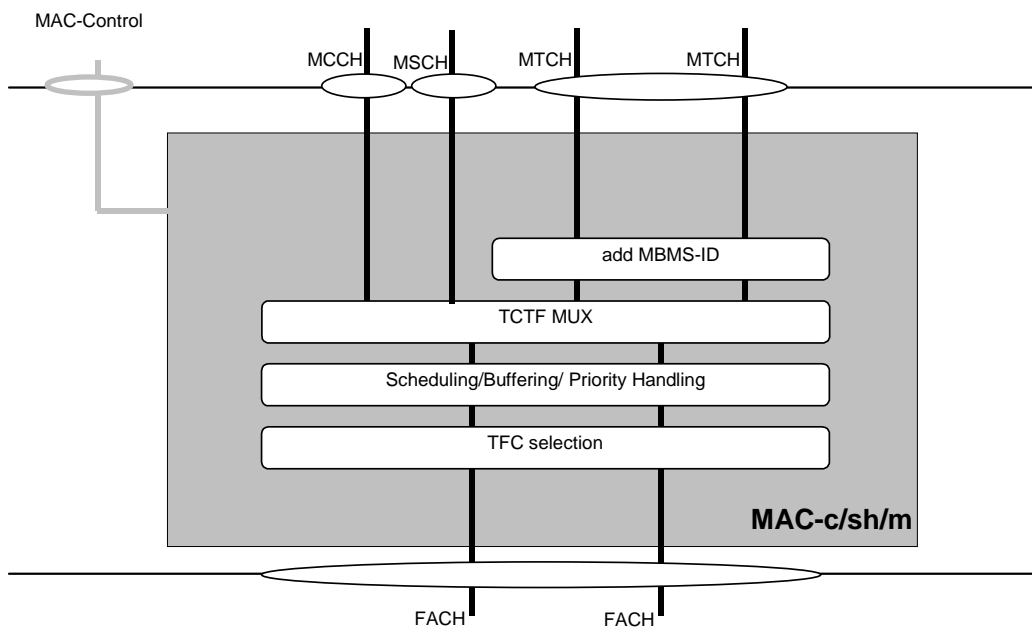 MAC-Control
MCCH
MSCH
MTCH
MTCH
add MBMS-ID
TCTF MUX
Scheduling/Buffering/ Priority Handling
TFC selection
MAC-c/sh/m
FACH
FACH